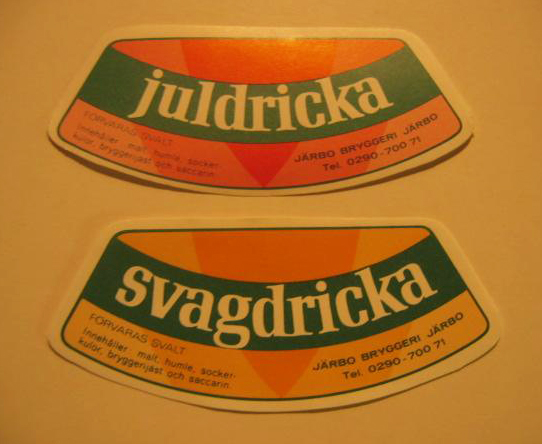 juldricka
FÖRVARAS SVALT
Innehåller malt, humle, socker-
kulör, bryggerijäst och saccarin.
JÄRBO BRYGGERI JÄRBO
Tel. 0290-700 71
svagdricka
FÖRVARAS SVALT
Innehåller malt, humle, socker-
kulör, bryggerijäst och saccarin.
JÄRBO BRYGGERI JÄRBO
Tel. 0290-700 71